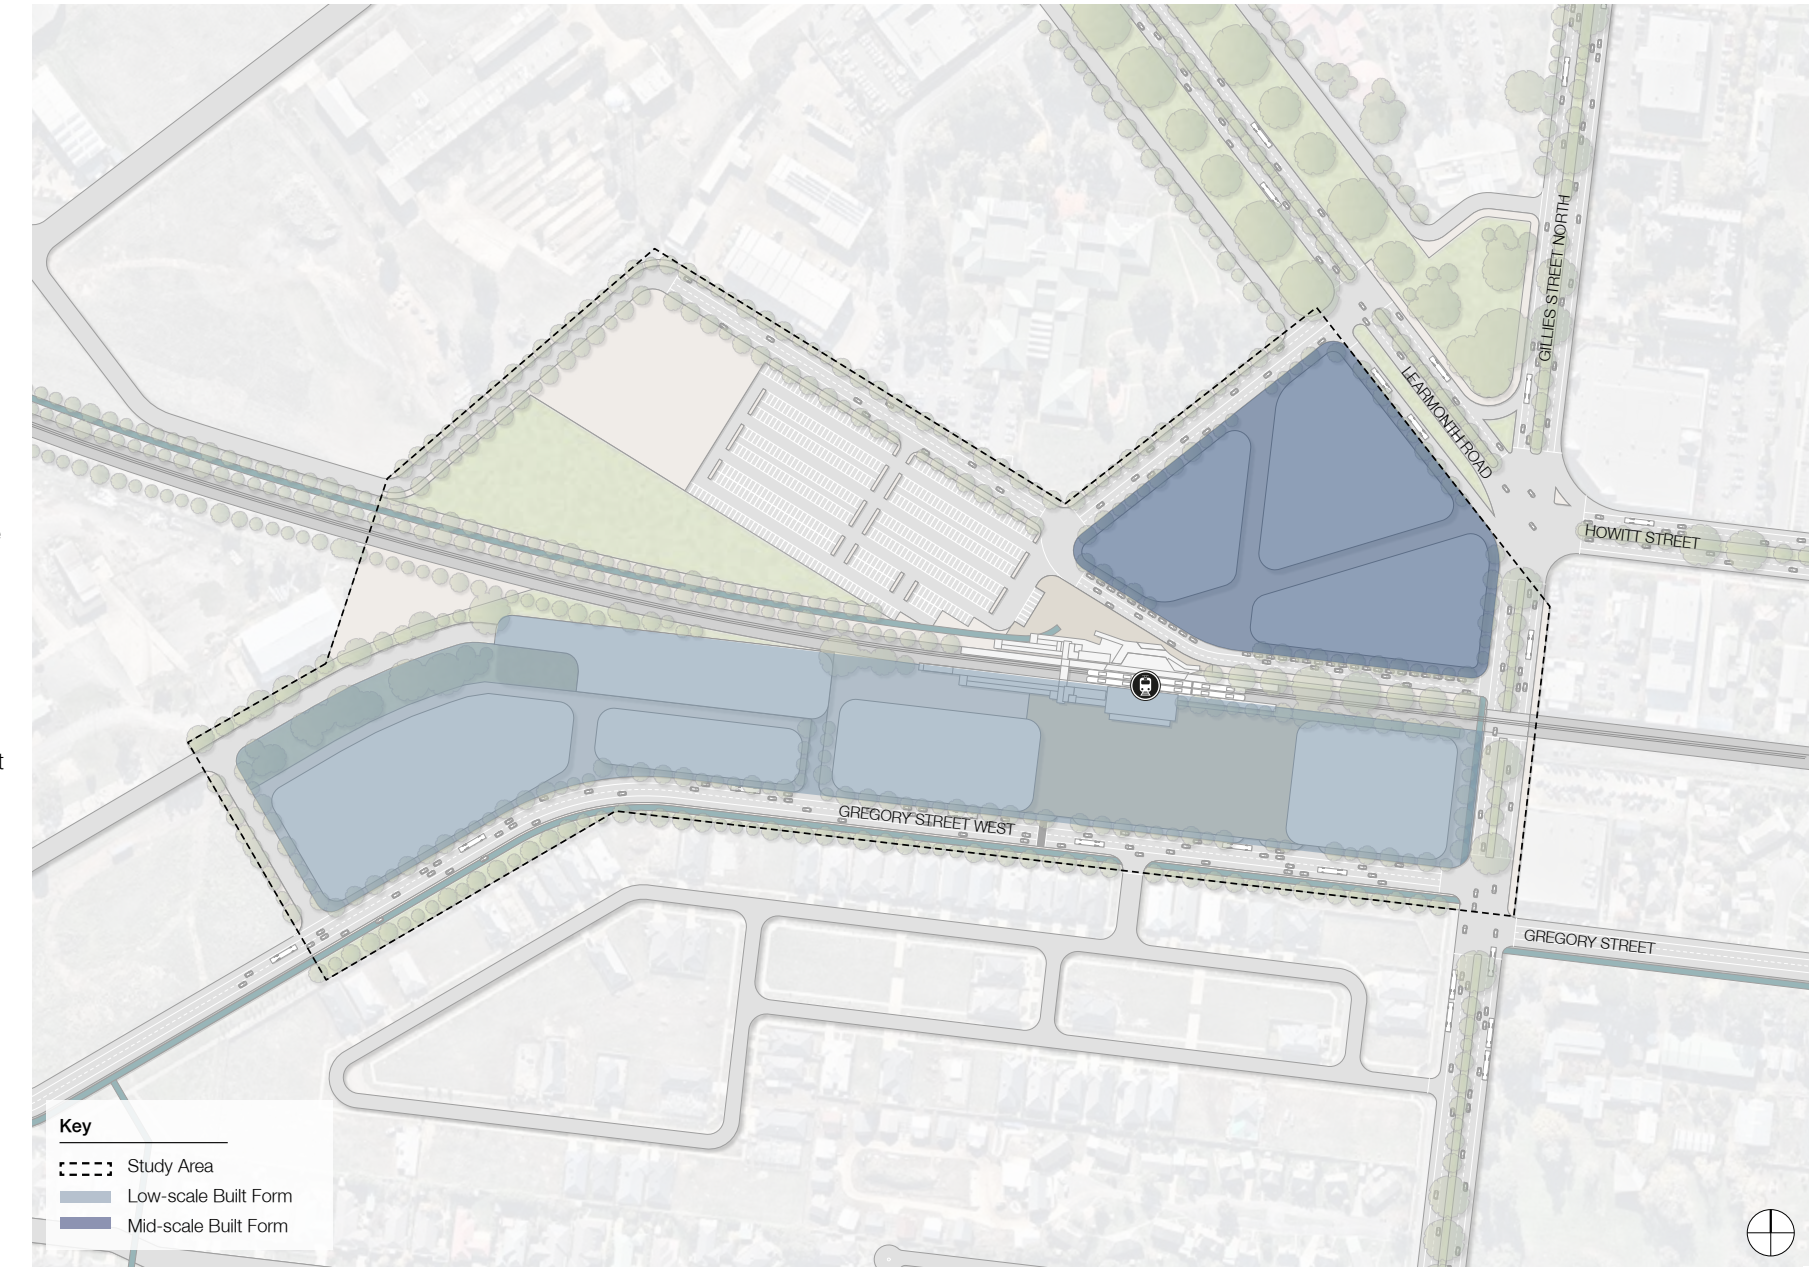 GILLIES STREET NORTH
LEARMONTH ROAD
HOWITT STREET
GREGORY STREET WEST
GREGORY STREET
t
Key
Study Area
Low-scale Built Form
Mid-scale Built Form